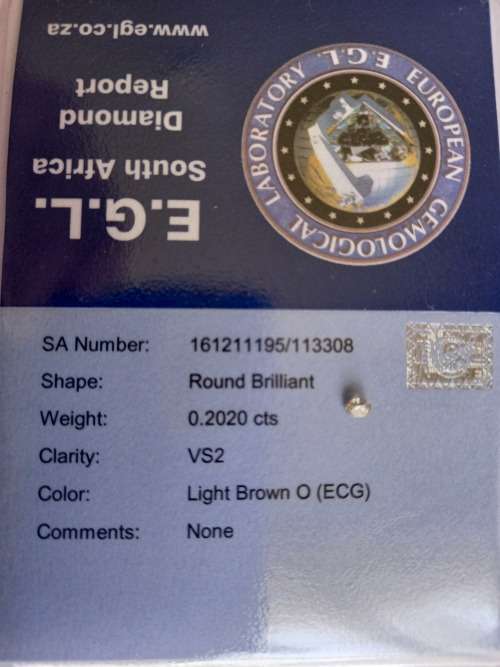 www.egl.co.za
Report
Diamond
South Africa
E.G.L.
E.G.L. EUROPEAN GEMOLOGICAL LABORATORY
SA Number: 161211195/113308
Shape: Round Brilliant
Weight: 0.2020 cts
Clarity: VS2
Color: Light Brown O (ECG)
Comments: None